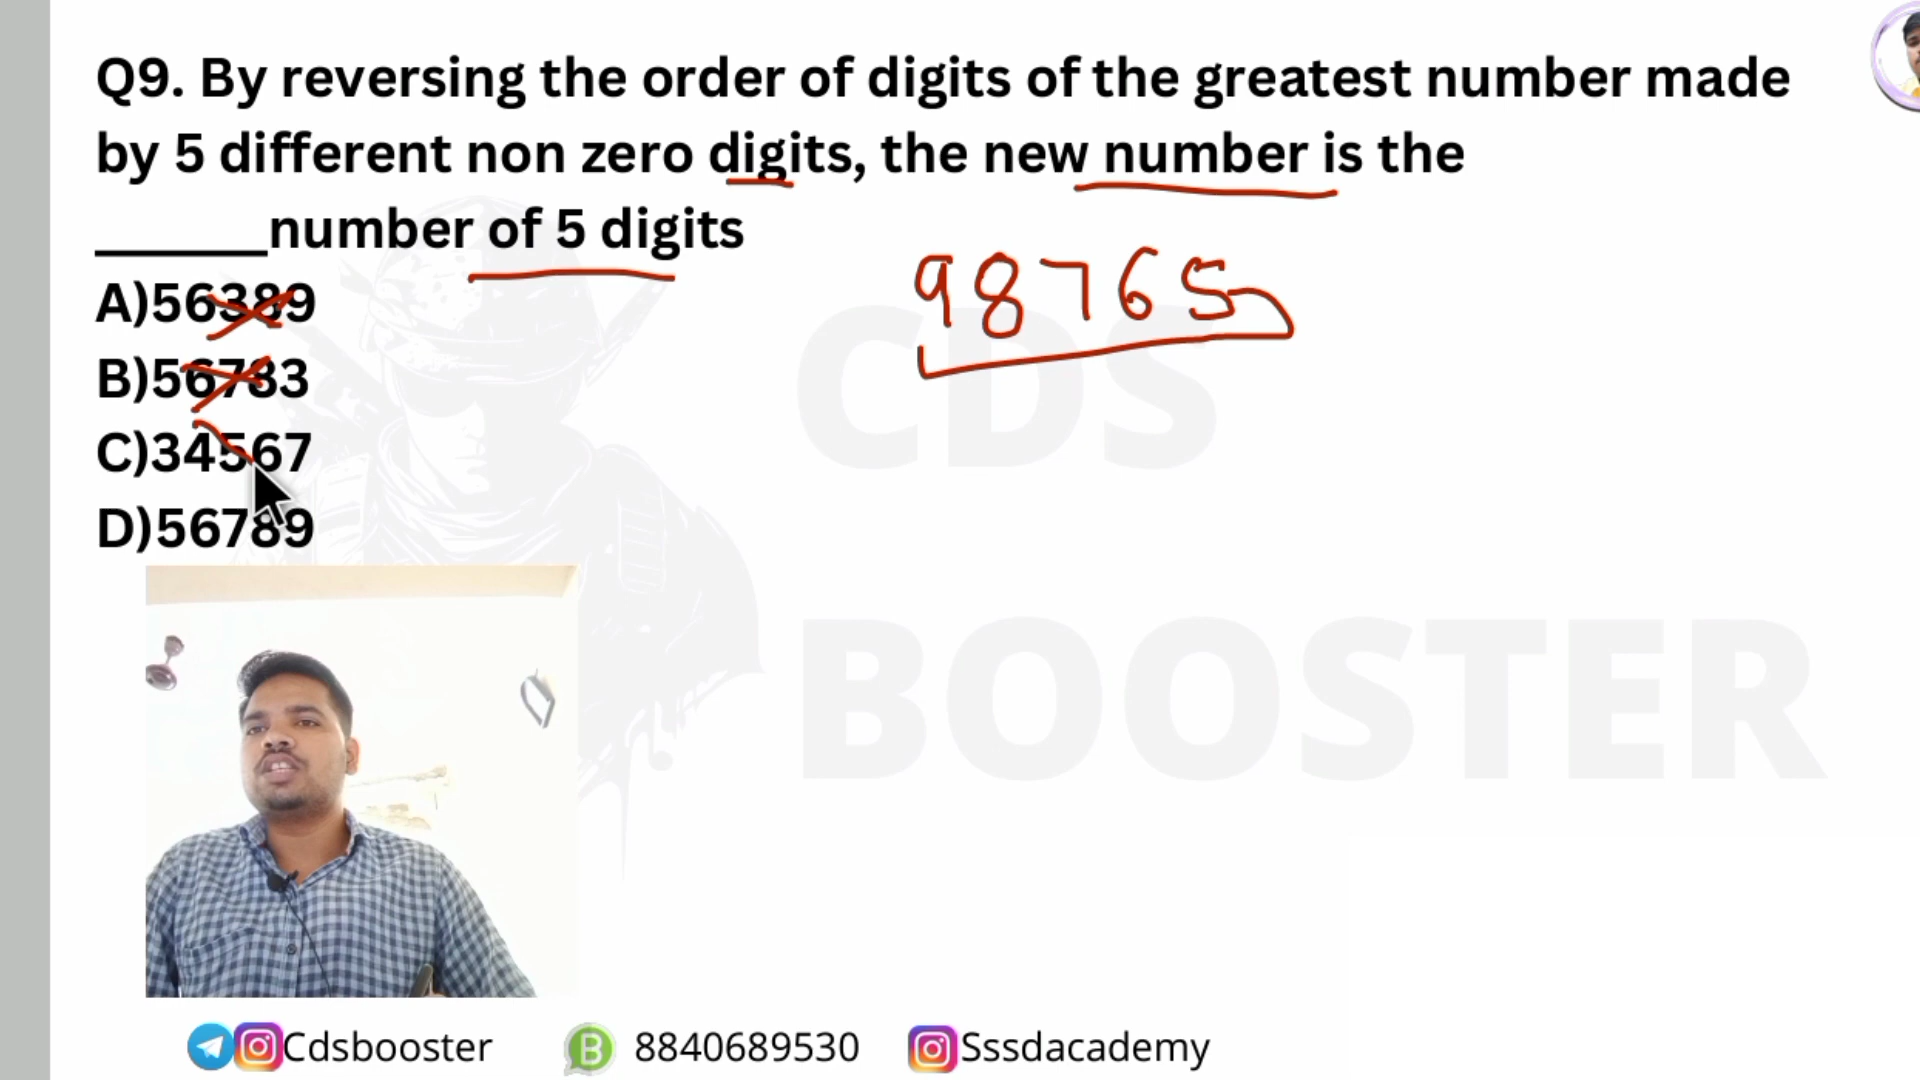 Q9. By reversing the order of digits of the greatest number made
by 5 different non zero digits, the new number is the
______number of 5 digits
98765
A)56389
B)56783
C)34567
D)56789
CDS
BOOSTER
Cdsbooster 8840689530 Sssdacademy